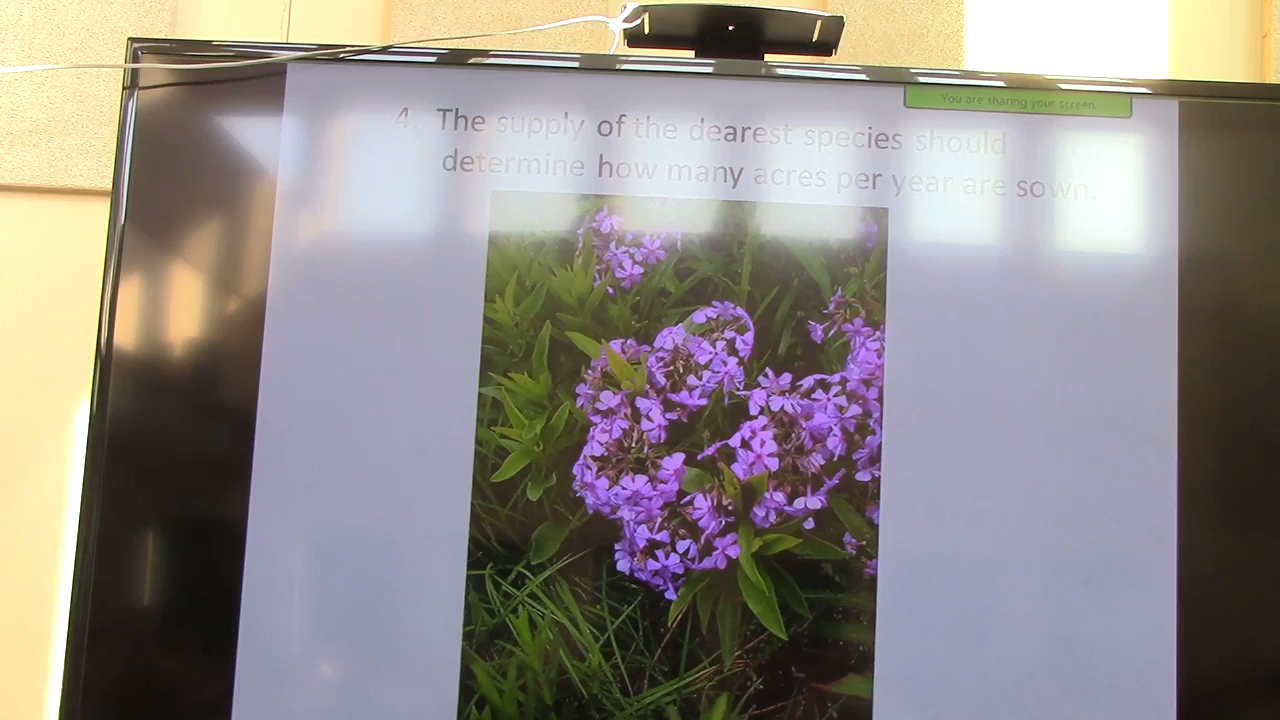 You are sharing your screen.
4. The supply of the dearest species should
determine how many acres per year are sown.